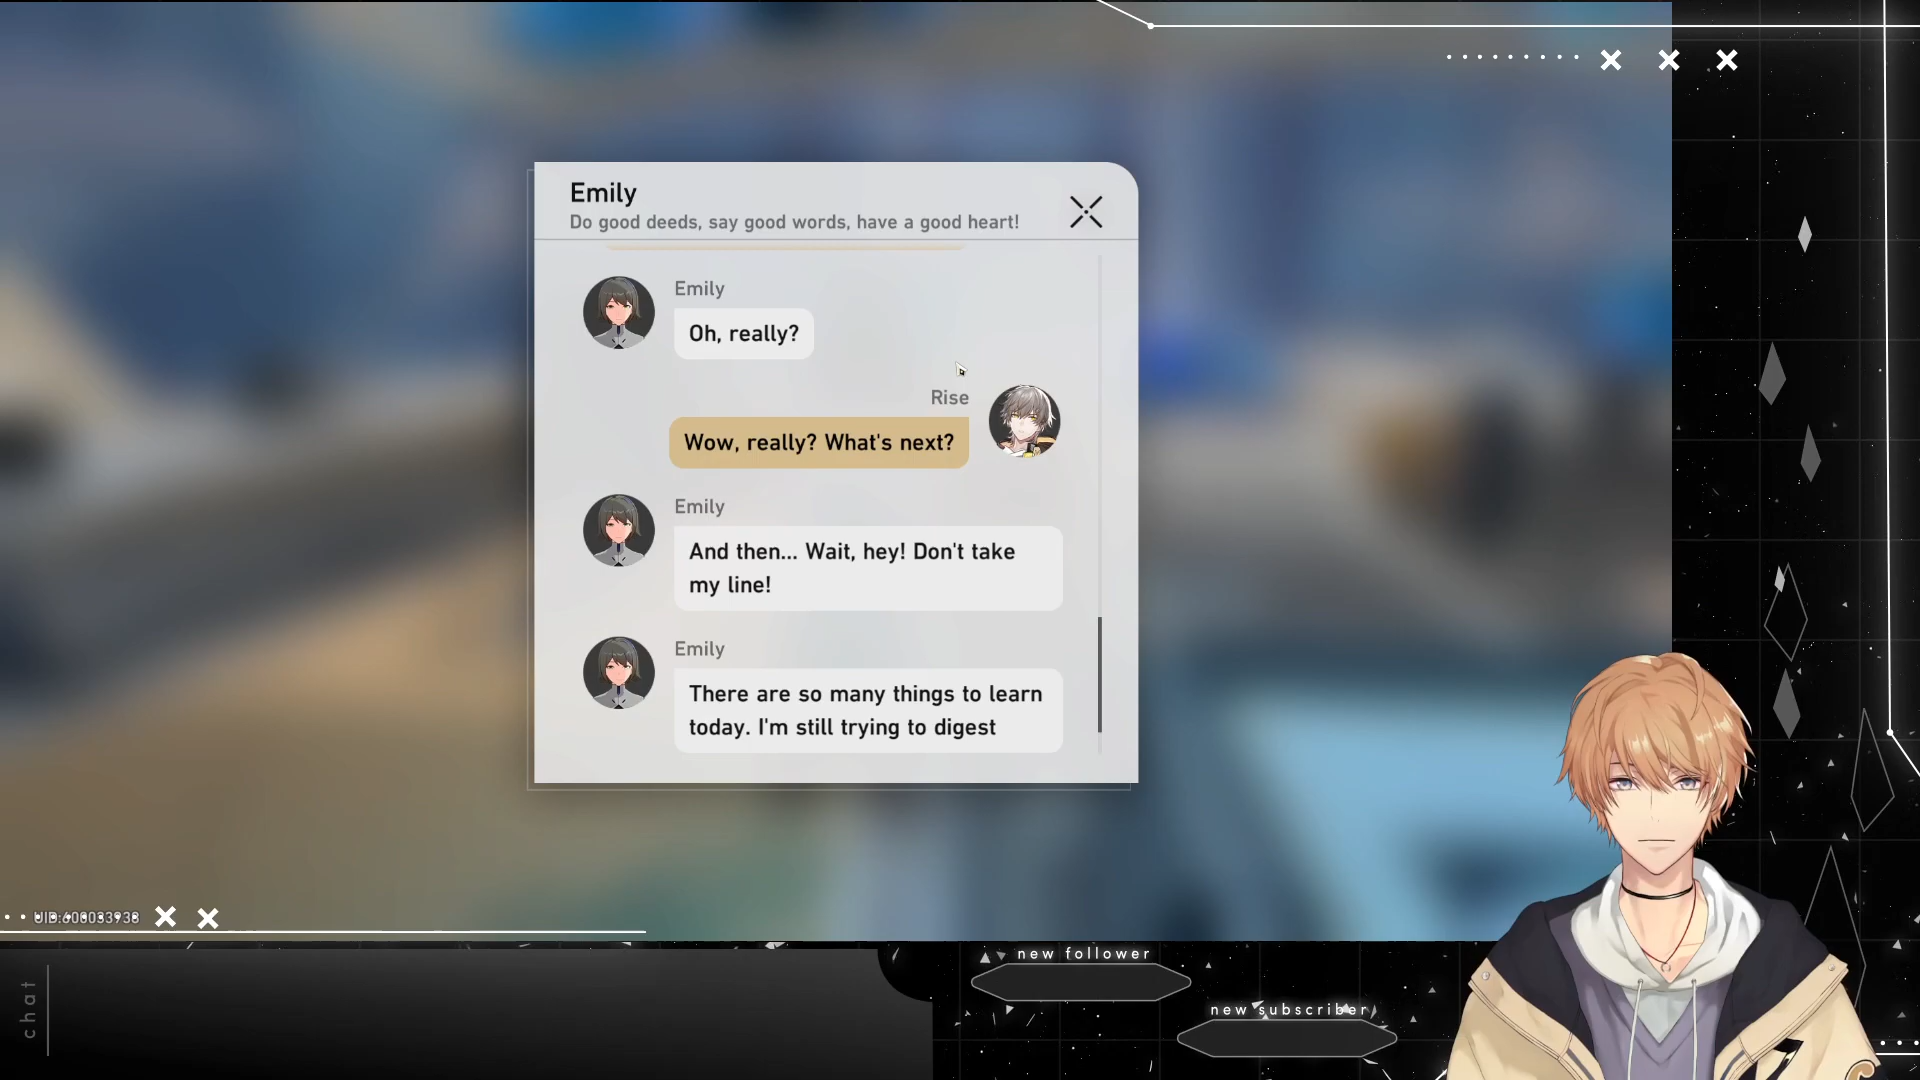 Emily
Do good deeds, say good words, have a good heart!
Emily
Oh, really?
Rise
Wow, really? What's next?
Emily
And then... Wait, hey! Don't take
my line!
Emily
There are so many things to learn
today. I'm still trying to digest
UID:600033938
chat
new follower
new subscriber